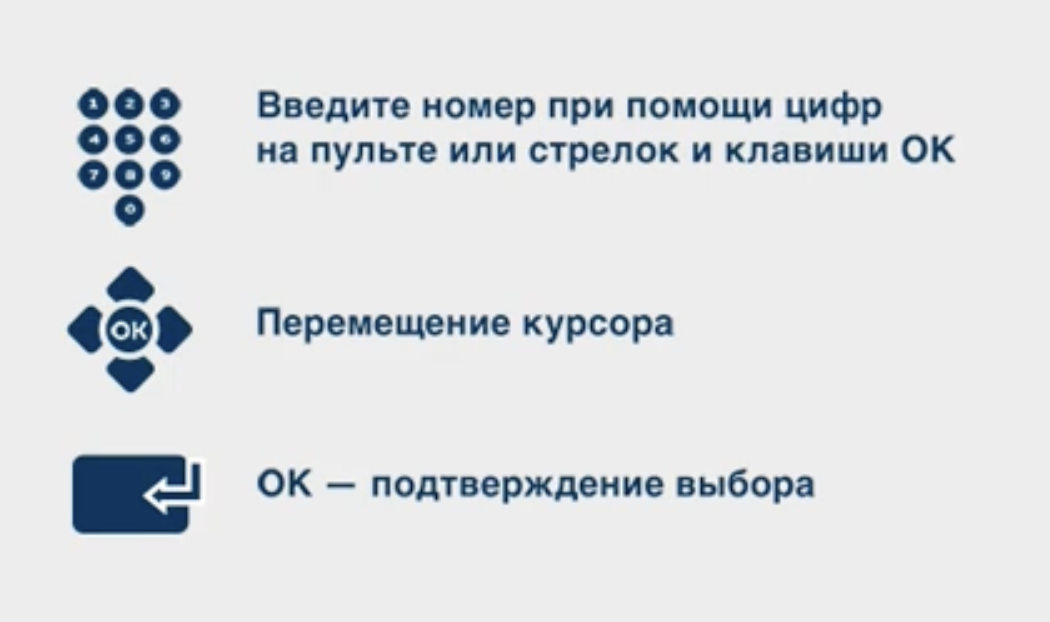 1 2 3
4 5 6
7 8 9
0
Введите номер при помощи цифр
на пульте или стрелок и клавиши ОК
ОК
Перемещение курсора
ОК — подтверждение выбора